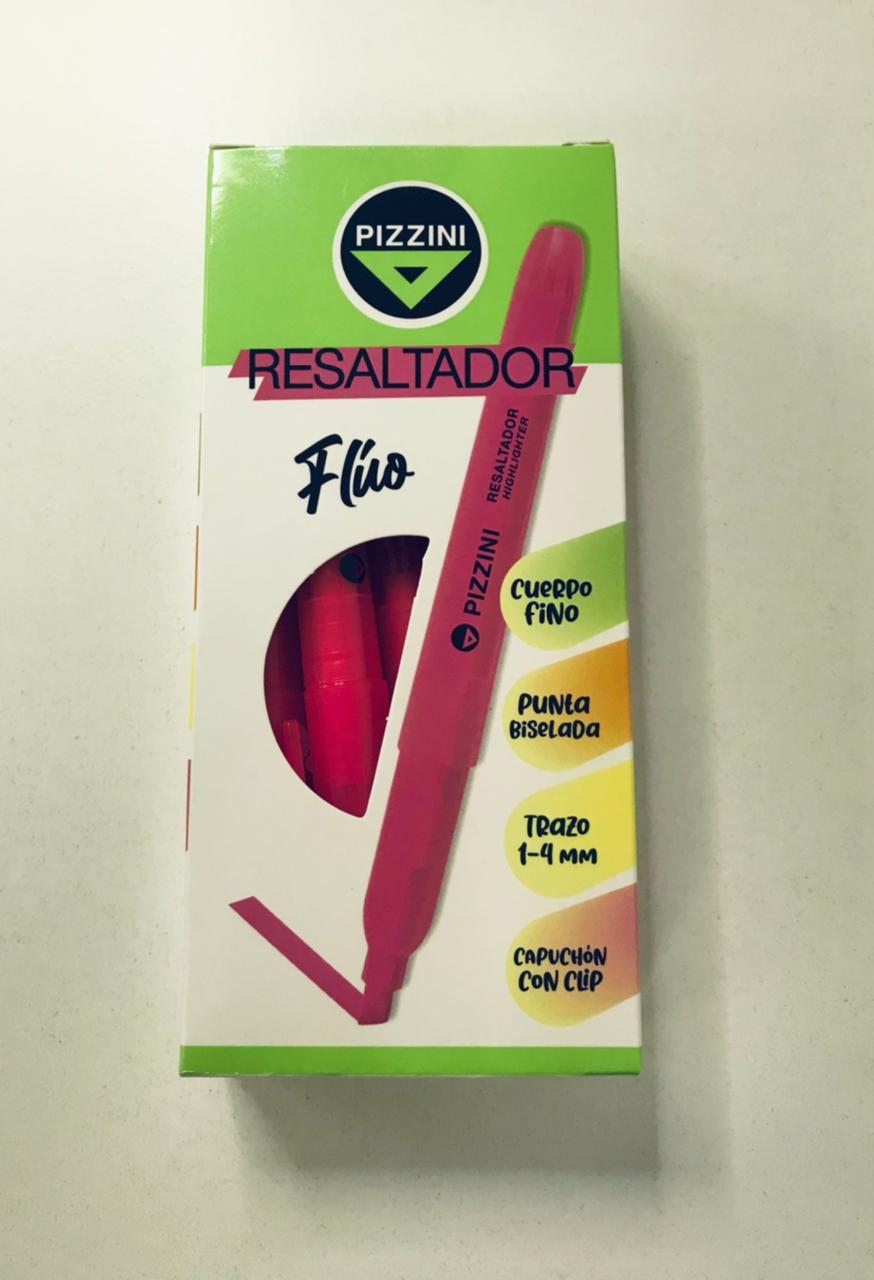 PIZZINI
RESALTADOR
Flúo
RESALTADOR
HIGHLIGHTER
PIZZINI
CUERPO
FINO
PUNTA
BISELADA
TRAZO
1-4 MM
CAPUCHÓN
CON CLIP